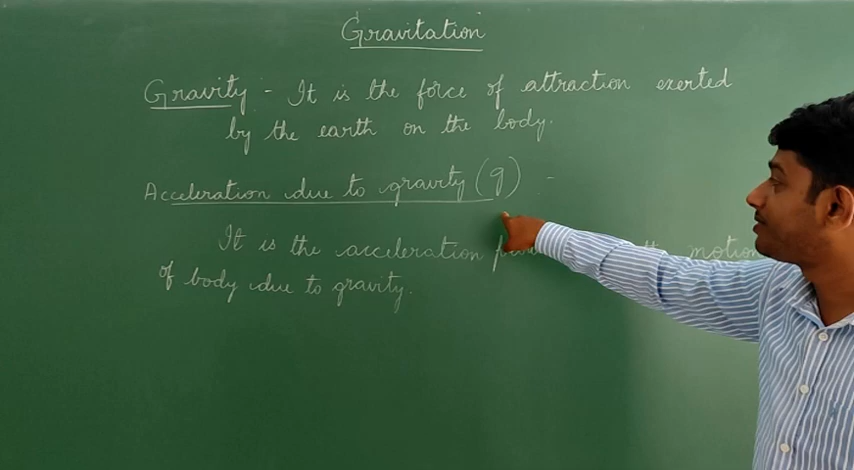 Gravitation
Gravity - It is the force of attraction exerted
by the earth on the body.
Acceleration due to gravity (g) :-
It is the acceleration motion
of body due to gravity.